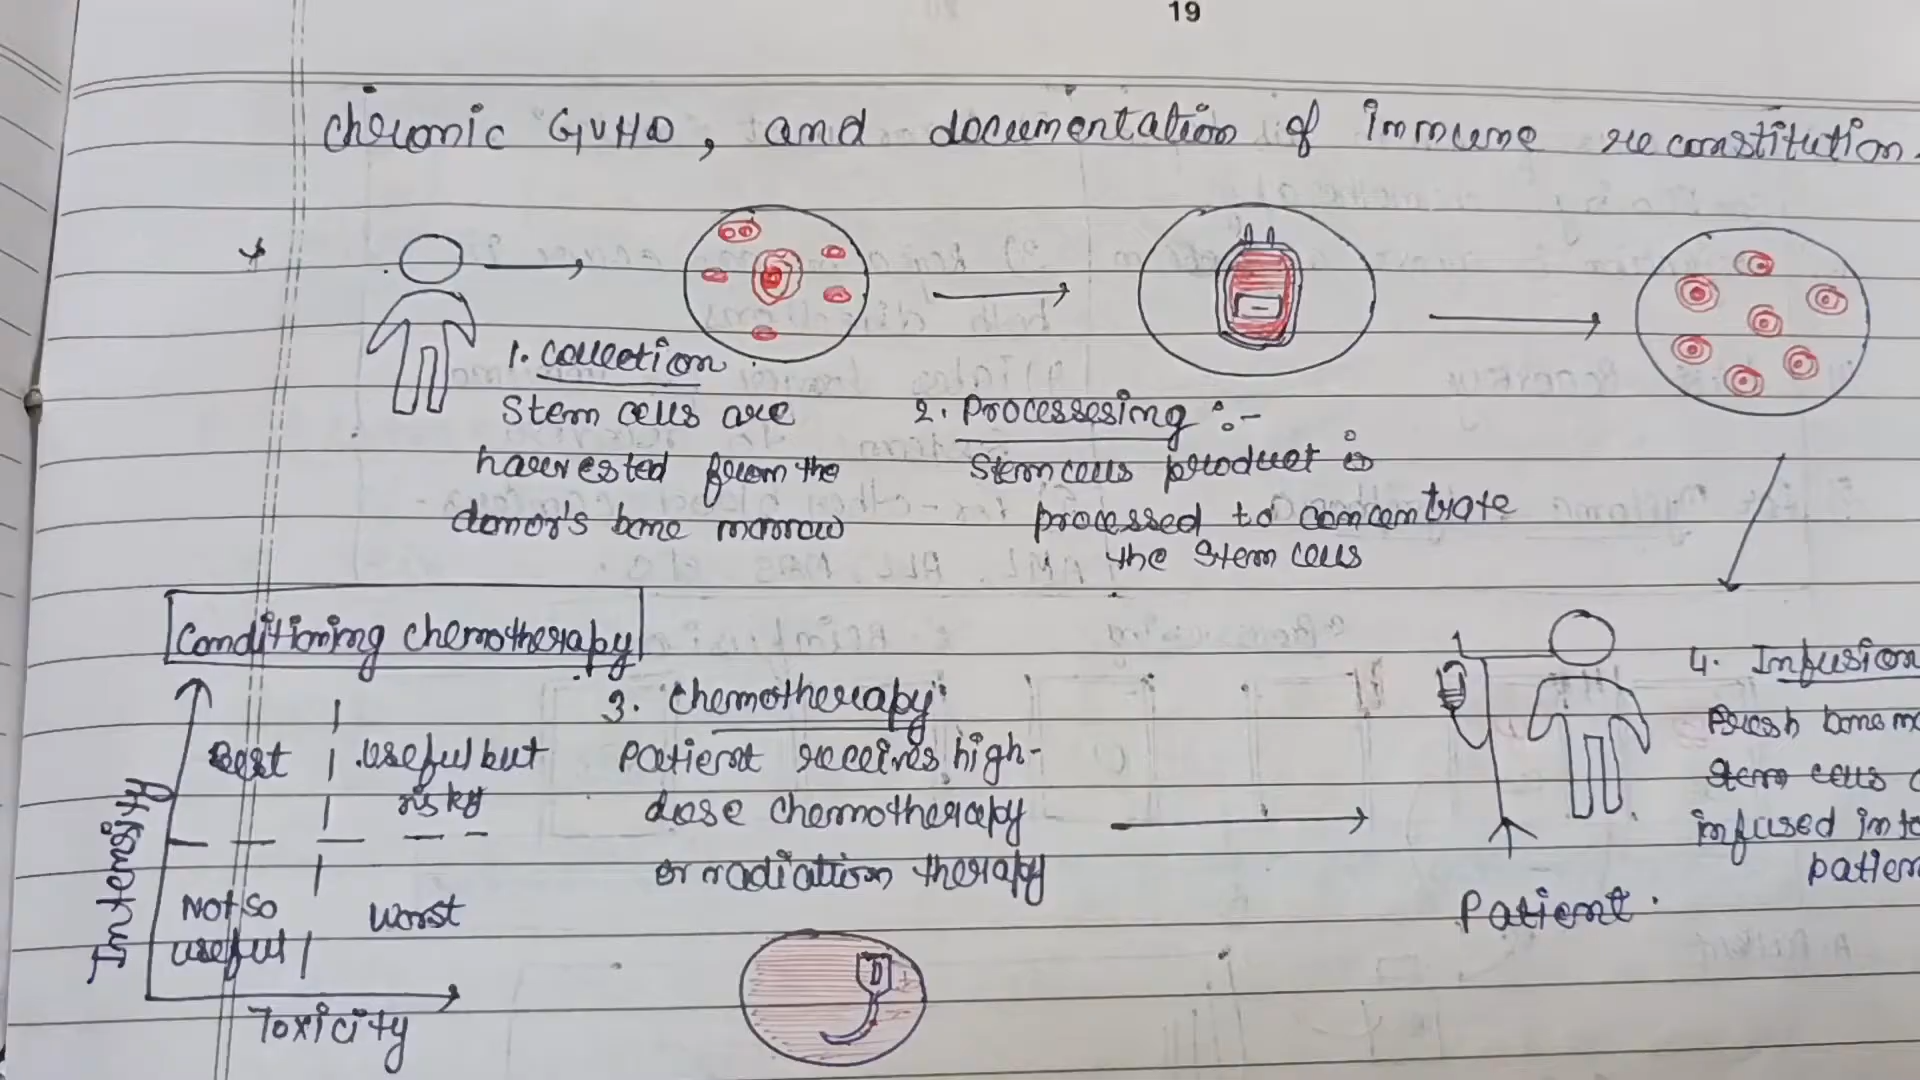 19
chronic GVHD, and documentation of immune reconstitution.
1. Collection
Stem cells are
harvested from the
donor's bone marrow
2. Processesing :-
Stem cells product is
processed to concentrate
the stem cells
Conditioning chemotherapy
Best
Useful but
risky
Not so
useful
worst
Intensity
Toxicity
3. Chemotherapy
Patient receives high-
dose chemotherapy
or radiation therapy
4. Infusion
Fresh bone
stem cells
infused into
Patient.